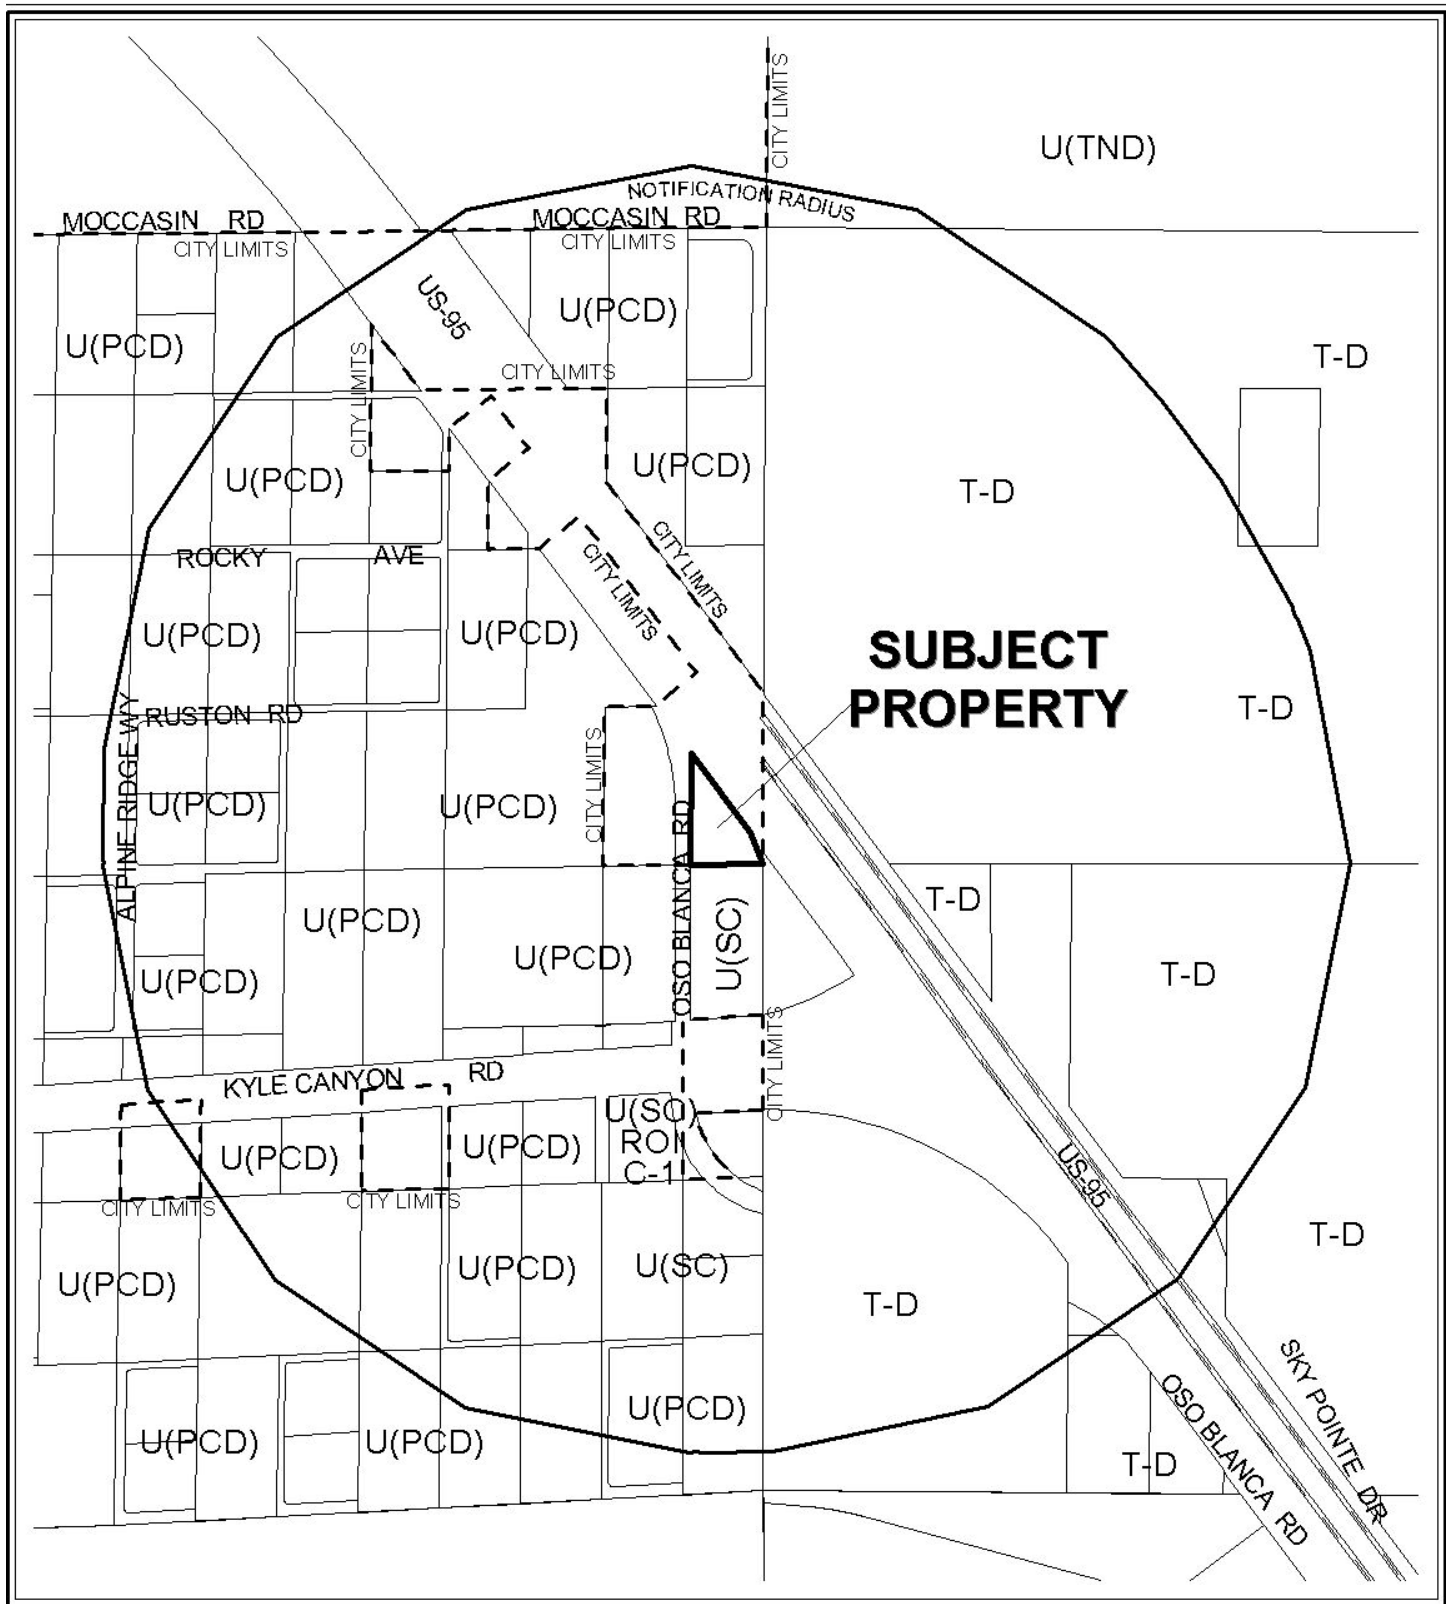 CITY LIMITS
U(TND)
NOTIFICATION RADIUS
MOCCASIN RD
MOCCASIN RD
CITY LIMITS
CITY LIMITS
US-95
U(PCD)
U(PCD)
T-D
CITY LIMITS
CITY LIMITS
U(PCD)
U(PCD)
T-D
CITY LIMITS
CITY LIMITS
ROCKY AVE
U(PCD)
U(PCD)
SUBJECT
PROPERTY
T-D
RUSTON RD
ALPINE RIDGE WY
CITY LIMITS
U(PCD)
U(PCD)
OSO BLANCA RD
T-D
U(PCD)
U(SC)
U(PCD)
U(PCD)
T-D
CITY LIMITS
KYLE CANYON RD
U(SC)
ROI
C-1
U(PCD)
U(PCD)
US-95
CITY LIMITS
CITY LIMITS
T-D
U(PCD)
U(PCD)
U(SC)
T-D
SKY POINTE DR
OSO BLANCA RD
U(PCD)
U(PCD)
U(PCD)
T-D